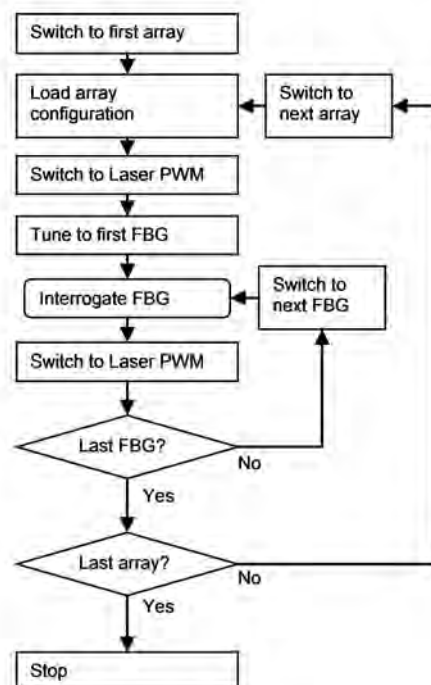 Switch to first array
Load array
configuration
Switch to
next array
Switch to Laser PWM
Tune to first FBG
Interrogate FBG
Switch to
next FBG
Switch to Laser PWM
Last FBG?
No
Yes
Last array?
No
Yes
Stop